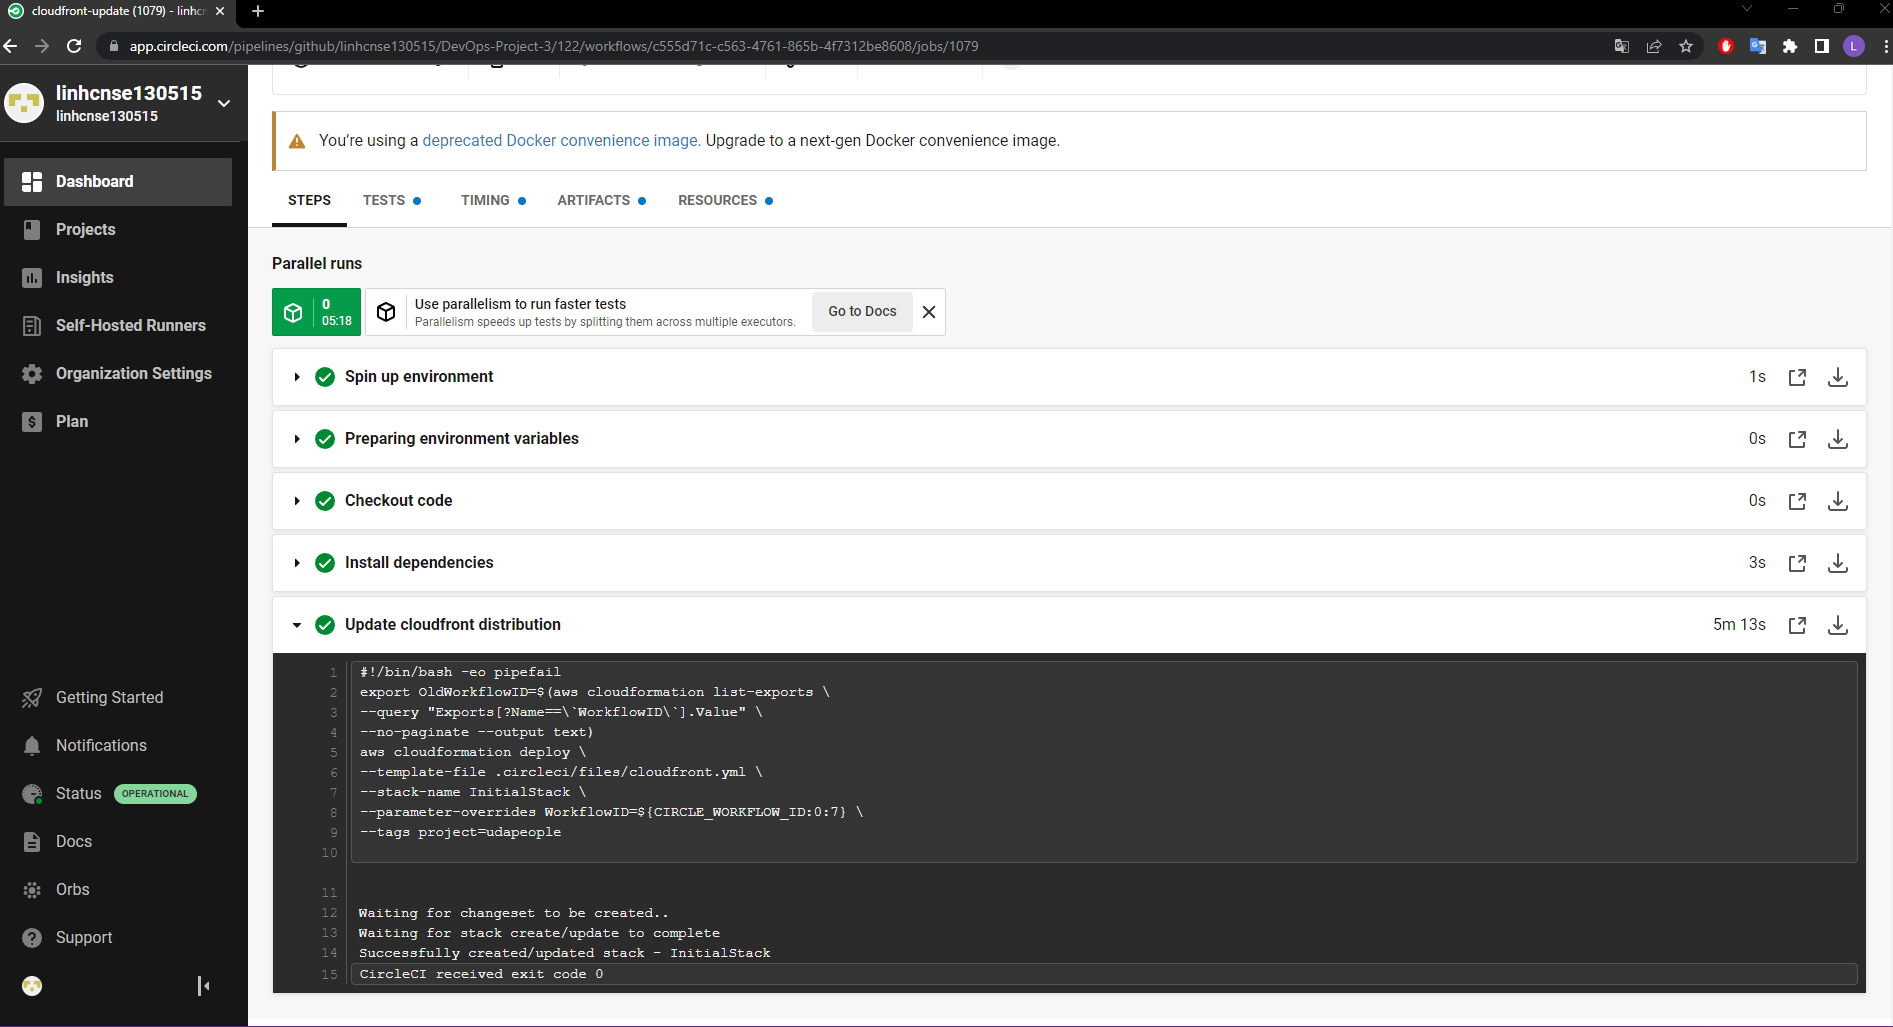 cloudfront-update (1079) - linhcn
app.circleci.com/pipelines/github/linhcnse130515/DevOps-Project-3/122/workflows/c555d71c-c563-4761-865b-4f7312be8608/jobs/1079
L
linhcnse130515
linhcnse130515
Dashboard
Projects
Insights
Self-Hosted Runners
Organization Settings
Plan
Getting Started
Notifications
Status OPERATIONAL
Docs
Orbs
Support
You're using a deprecated Docker convenience image. Upgrade to a next-gen Docker convenience image.
STEPS TESTS TIMING ARTIFACTS RESOURCES
Parallel runs
0
05:18
Use parallelism to run faster tests
Parallelism speeds up tests by splitting them across multiple executors.
Go to Docs
Spin up environment 1s
Preparing environment variables 0s
Checkout code 0s
Install dependencies 3s
Update cloudfront distribution 5m 13s
1 #!/bin/bash -eo pipefail
2 export OldWorkflowID=$(aws cloudformation list-exports \
3 --query "Exports[?Name==\`WorkflowID\`].Value" \
4 --no-paginate --output text)
5 aws cloudformation deploy \
6 --template-file .circleci/files/cloudfront.yml \
7 --stack-name InitialStack \
8 --parameter-overrides WorkflowID=${CIRCLE_WORKFLOW_ID:0:7} \
9 --tags project=udapeople
10
11
12 Waiting for changeset to be created..
13 Waiting for stack create/update to complete
14 Successfully created/updated stack - InitialStack
15 CircleCI received exit code 0